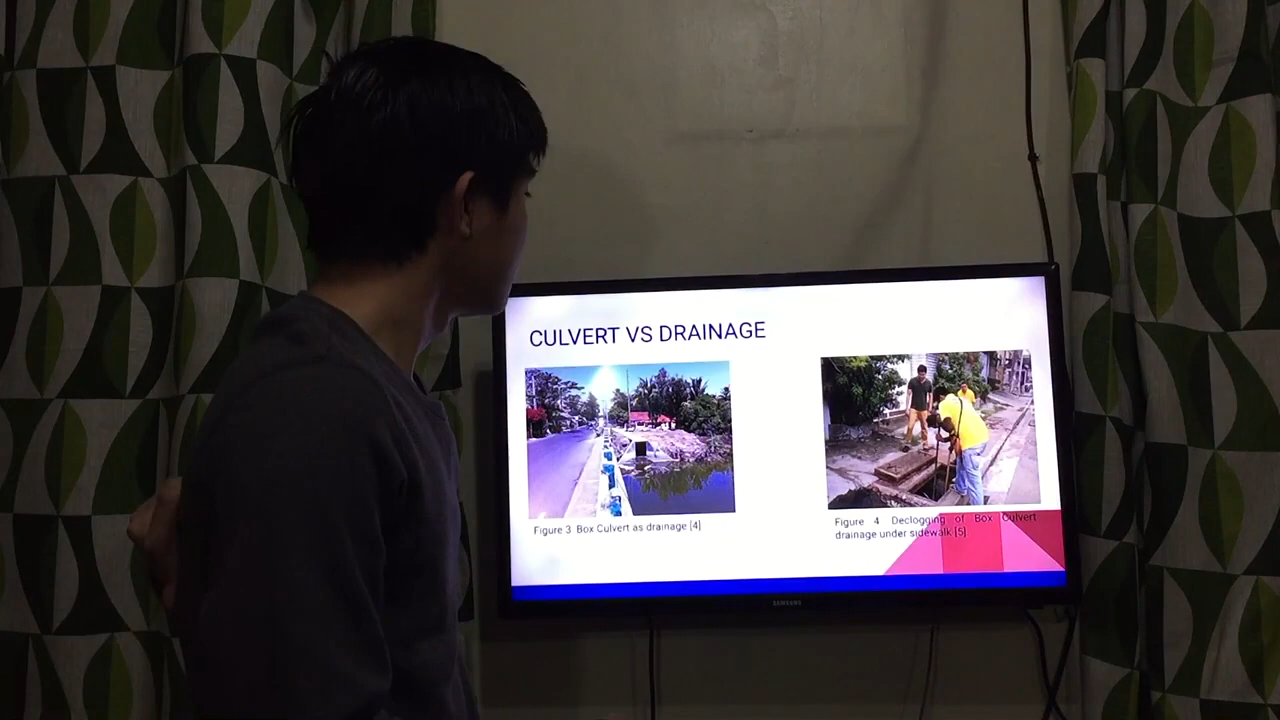 CULVERT VS DRAINAGE
Figure 3 Box Culvert as drainage [4]
Figure 4 Declogging of Box Culvert
drainage under sidewalk [5]
SAMSUNG